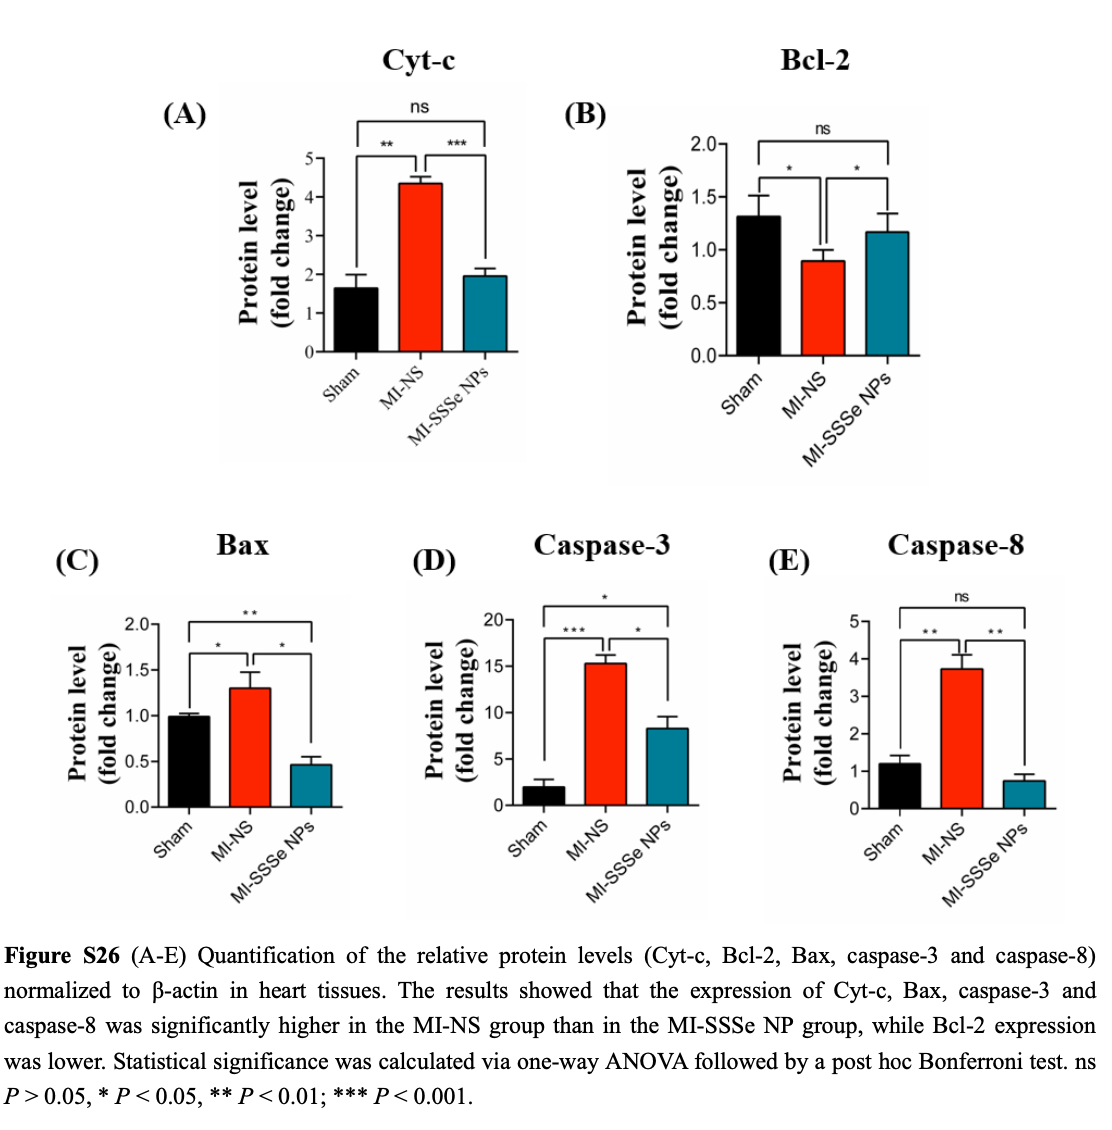 Cyt-c
(A)
ns
** ***
5
4
3
2
1
0
Protein level
(fold change)
Sham
MI-NS
MI-SSSe NPs
Bcl-2
(B)
ns
* *
2.0
1.5
1.0
0.5
0.0
Protein level
(fold change)
Sham
MI-NS
MI-SSSe NPs
Bax
(C)
**
* *
2.0
1.5
1.0
0.5
0.0
Protein level
(fold change)
Sham
MI-NS
MI-SSSe NPs
Caspase-3
(D)
*
*** *
20
15
10
5
0
Protein level
(fold change)
Sham
MI-NS
MI-SSSe NPs
Caspase-8
(E)
ns
** **
5
4
3
2
1
0
Protein level
(fold change)
Sham
MI-NS
MI-SSSe NPs
Figure S26 (A-E) Quantification of the relative protein levels (Cyt-c, Bcl-2, Bax, caspase-3 and caspase-8)
normalized to β-actin in heart tissues. The results showed that the expression of Cyt-c, Bax, caspase-3 and
caspase-8 was significantly higher in the MI-NS group than in the MI-SSSe NP group, while Bcl-2 expression
was lower. Statistical significance was calculated via one-way ANOVA followed by a post hoc Bonferroni test. ns
P > 0.05, * P < 0.05, ** P < 0.01; *** P < 0.001.